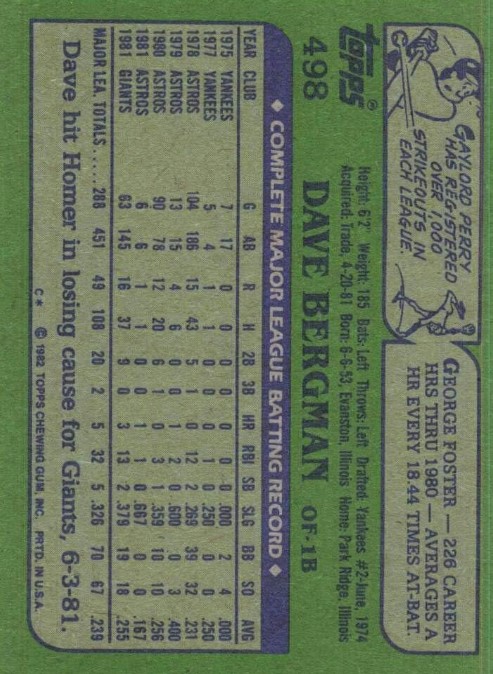 GAYLORD PERRY
HAS REGISTERED
OVER 1000
STRIKEOUTS IN
EACH LEAGUE.
GEORGE FOSTER — 226 CAREER
HRS THRU 1980 — AVERAGES A
HR EVERY 18.44 TIMES AT-BAT.
topps®
498
Height: 6'2" Weight: 185 Bats: Left Throws: Left Drafted: Yankees #2-June, 1974
Acquired: Trade, 4-20-81 Born: 6-6-53, Evanston, Illinois Home: Park Ridge, Illinois
DAVE BERGMAN OF-1B
◆ COMPLETE MAJOR LEAGUE BATTING RECORD ◆
YEAR CLUB G AB R H 2B 3B HR RBI SB SLG BB SO AVG
1975 YANKEES 7 17 0 0 0 0 0 0 0 .000 2 4 .000
1977 YANKEES 5 4 1 1 0 0 0 1 0 .250 0 0 .250
1978 ASTROS 104 186 15 43 5 1 0 12 2 .269 39 32 .231
1979 ASTROS 13 15 4 6 0 0 1 2 0 .600 0 3 .400
1980 ASTROS 90 78 12 20 6 1 0 3 1 .359 10 10 .256
1981 ASTROS 6 6 1 1 0 0 1 1 0 .667 0 0 .167
1981 GIANTS 63 145 16 37 9 0 3 13 2 .379 19 18 .255
MAJOR LEA. TOTALS..... 288 451 49 108 20 2 5 32 5 .326 70 67 .239
Dave hit Homer in losing cause for Giants, 6-3-81.
C* © 1982 TOPPS CHEWING GUM, INC. PRTD. IN U.S.A.